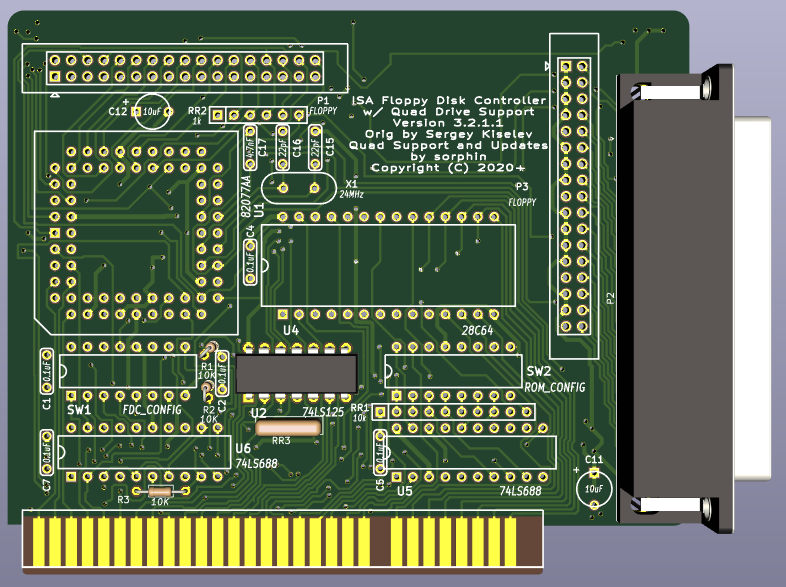 P1
FLOPPY
C12
+
10uF
RR2
1k
ISA Floppy Disk Controller
w/ Quad Drive Support
Version 3.2.1.1
Orig by Sergey Kiselev
Quad Support and Updates
by sorphin
Copyright (C) 2020+
C17
22pF
C16
22pF
C15
X1
24MHz
P3
FLOPPY
82077AA
U1
C4
0.1uF
P2
U4
28C64
C1
0.1uF
R1
10K
R2
10K
C2
0.1uF
SW1
FDC_CONFIG
U2
74LS125
SW2
ROM_CONFIG
RR1
10k
RR3
C7
0.1uF
U6
74LS688
R3
10K
0.1uF
U5
74LS688
C11
+
10uF